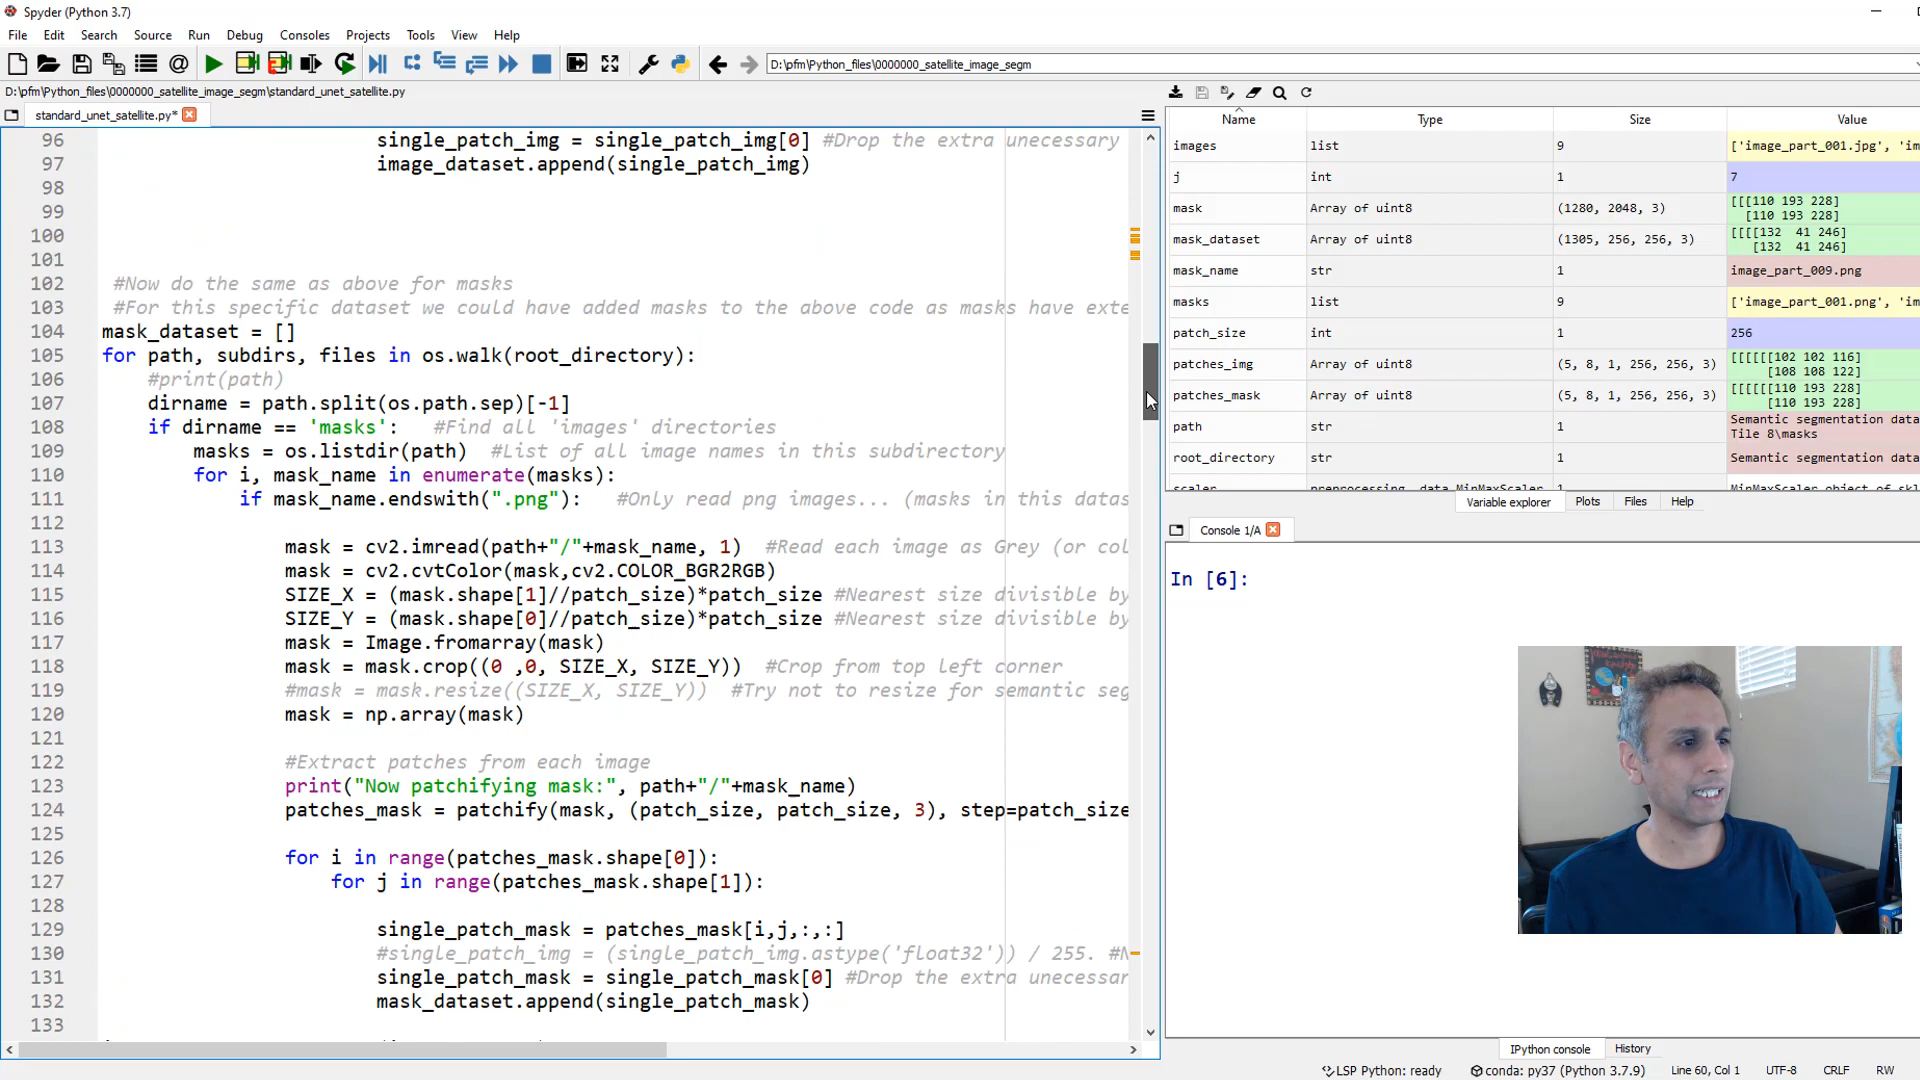 Spyder (Python 3.7)
File Edit Search Source Run Debug Consoles Projects Tools View Help
D:\pfm\Python_files\0000000_satellite_image_segm
D:\pfm\Python_files\0000000_satellite_image_segm\standard_unet_satellite.py
standard_unet_satellite.py*
96 single_patch_img = single_patch_img[0] #Drop the extra unecessary
97 image_dataset.append(single_patch_img)
98
99
100
101
102 #Now do the same as above for masks
103 #For this specific dataset we could have added masks to the above code as masks have exte
104 mask_dataset = []
105 for path, subdirs, files in os.walk(root_directory):
106 #print(path)
107 dirname = path.split(os.path.sep)[-1]
108 if dirname == 'masks': #Find all 'images' directories
109 masks = os.listdir(path) #List of all image names in this subdirectory
110 for i, mask_name in enumerate(masks):
111 if mask_name.endswith(".png"): #Only read png images... (masks in this datas
112
113 mask = cv2.imread(path+"/"+mask_name, 1) #Read each image as Grey (or col
114 mask = cv2.cvtColor(mask,cv2.COLOR_BGR2RGB)
115 SIZE_X = (mask.shape[1]//patch_size)*patch_size #Nearest size divisible by
116 SIZE_Y = (mask.shape[0]//patch_size)*patch_size #Nearest size divisible by
117 mask = Image.fromarray(mask)
118 mask = mask.crop((0 ,0, SIZE_X, SIZE_Y)) #Crop from top left corner
119 #mask = mask.resize((SIZE_X, SIZE_Y)) #Try not to resize for semantic seg
120 mask = np.array(mask)
121
122 #Extract patches from each image
123 print("Now patchifying mask:", path+"/"+mask_name)
124 patches_mask = patchify(mask, (patch_size, patch_size, 3), step=patch_size
125
126 for i in range(patches_mask.shape[0]):
127 for j in range(patches_mask.shape[1]):
128
129 single_patch_mask = patches_mask[i,j,:,:]
130 #single_patch_img = (single_patch_img.astype('float32')) / 255. #N
131 single_patch_mask = single_patch_mask[0] #Drop the extra unecessar
132 mask_dataset.append(single_patch_mask)
133
Name Type Size Value
images list 9 ['image_part_001.jpg', 'im
j int 1 7
mask Array of uint8 (1280, 2048, 3) [[[110 193 228]
[110 193 228]
mask_dataset Array of uint8 (1305, 256, 256, 3) [[[[132 41 246]
[132 41 246]
mask_name str 1 image_part_009.png
masks list 9 ['image_part_001.png', 'im
patch_size int 1 256
patches_img Array of uint8 (5, 8, 1, 256, 256, 3) [[[[[[102 102 116]
[108 108 122]
patches_mask Array of uint8 (5, 8, 1, 256, 256, 3) [[[[[[110 193 228]
[110 193 228]
path str 1 Semantic segmentation data
Tile 8\masks
root_directory str 1 Semantic segmentation data
scaler preprocessing._data.MinMaxScaler 1 MinMaxScaler object of skl
Variable explorer Plots Files Help
Console 1/A
In [6]:
IPython console History
LSP Python: ready conda: py37 (Python 3.7.9) Line 60, Col 1 UTF-8 CRLF RW